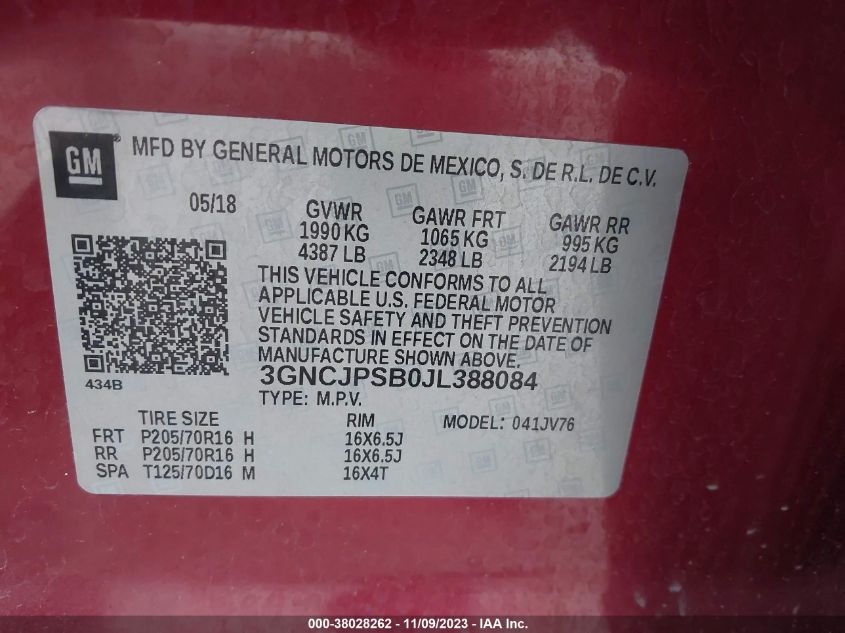 GM
MFD BY GENERAL MOTORS DE MEXICO, S. DE R.L. DE C.V.
05/18 GVWR GAWR FRT GAWR RR
1990 KG 1065 KG 995 KG
4387 LB 2348 LB 2194 LB
THIS VEHICLE CONFORMS TO ALL
APPLICABLE U.S. FEDERAL MOTOR
VEHICLE SAFETY AND THEFT PREVENTION
STANDARDS IN EFFECT ON THE DATE OF
MANUFACTURE SHOWN ABOVE.
434B
3GNCJPSB0JL388084
TYPE: M.P.V.
TIRE SIZE RIM MODEL: 041JV76
FRT P205/70R16 H 16X6.5J
RR P205/70R16 H 16X6.5J
SPA T125/70D16 M 16X4T
000-38028262 - 11/09/2023 - IAA Inc.